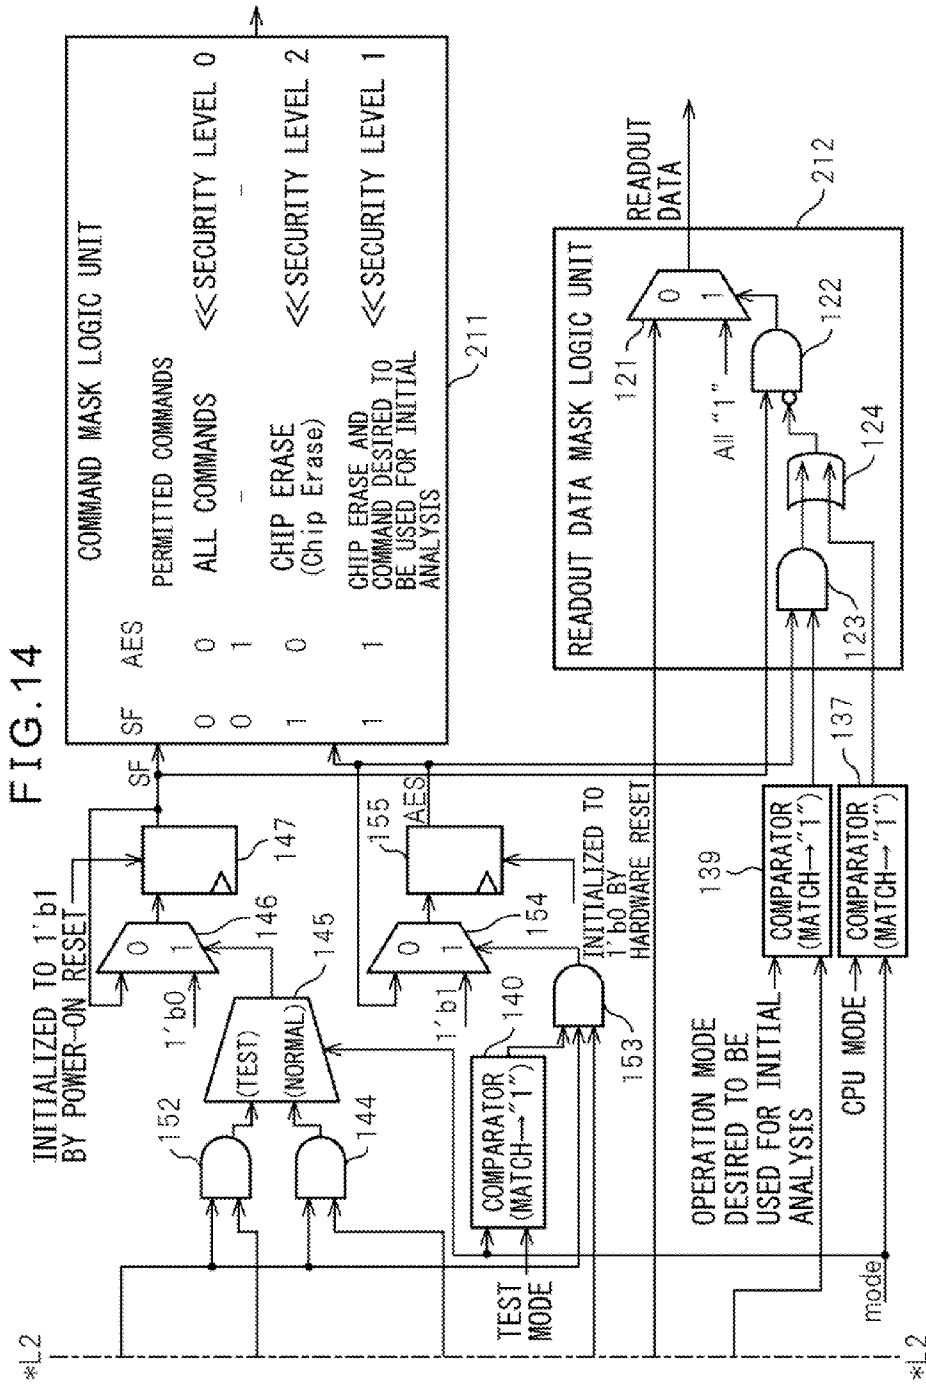 FIG.14
*L2
*L2
INITIALIZED TO 1'b1
BY POWER-ON RESET
152
144
(TEST)
(NORMAL)
145
1'b0
0
1
146
147
SF
TEST
MODE
COMPARATOR
(MATCH→"1")
140
153
1'b1
0
1
154
155
AES
INITIALIZED TO
1'b0 BY
HARDWARE RESET
OPERATION MODE
DESIRED TO BE
USED FOR INITIAL
ANALYSIS
CPU MODE
mode
COMPARATOR
(MATCH→"1")
139
COMPARATOR
(MATCH→"1")
137
COMMAND MASK LOGIC UNIT
SF AES PERMITTED COMMANDS
0 0 ALL COMMANDS ≪SECURITY LEVEL 0
0 1 – –
1 0 CHIP ERASE ≪SECURITY LEVEL 2
(Chip Erase)
1 1 CHIP ERASE AND ≪SECURITY LEVEL 1
COMMAND DESIRED TO
BE USED FOR INITIAL
ANALYSIS
211
READOUT DATA MASK LOGIC UNIT
121
0
1
All "1"
122
124
123
READOUT
DATA
212